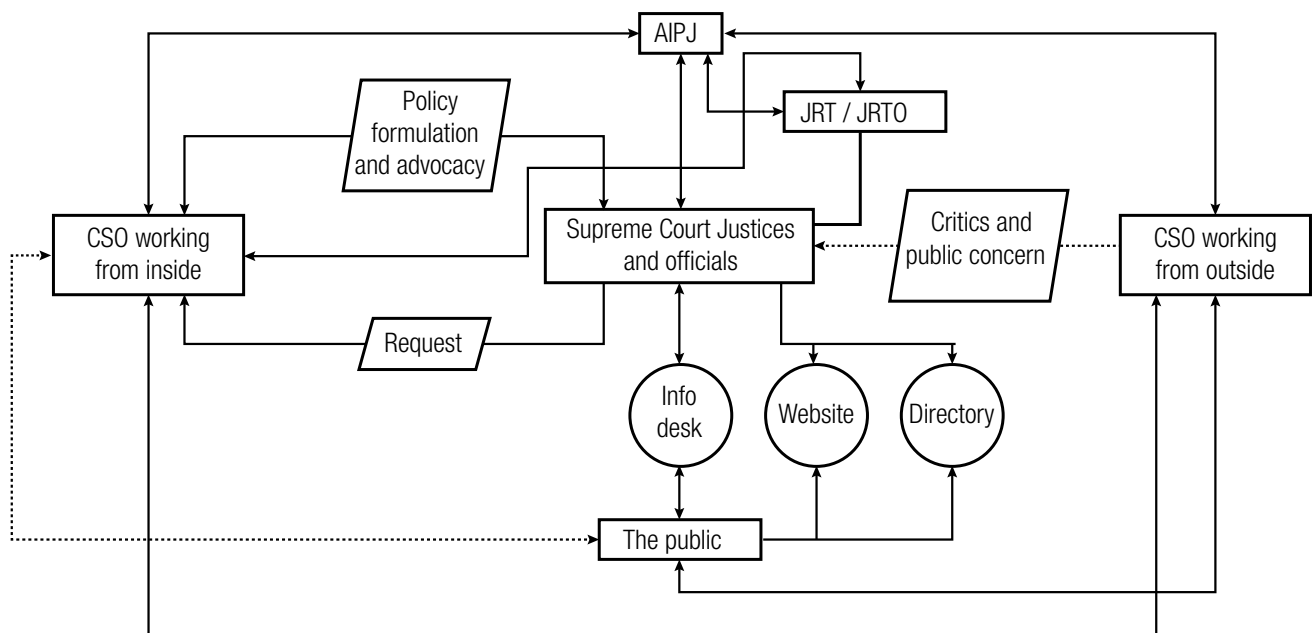 AIPJ
Policy
formulation
and advocacy
JRT / JRTO
CSO working
from inside
Supreme Court Justices
and officials
Critics and
public concern
CSO working
from outside
Request
Info
desk
Website
Directory
The public